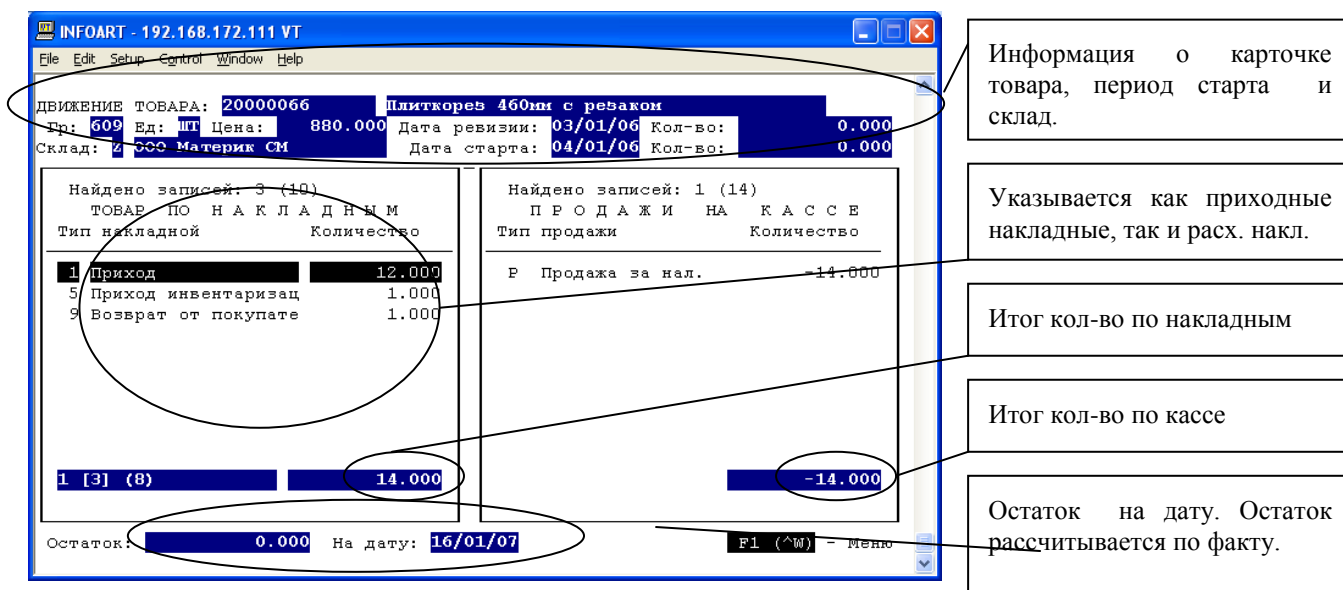 INFOART - 192.168.172.111 VT
File Edit Setup Control Window Help
ДВИЖЕНИЕ ТОВАРА: 20000066 Плиткорез 460мм с резаком
Гр: 609 Ед: ШТ Цена: 880.000 Дата ревизии: 03/01/06 Кол-во: 0.000
Склад: Z ООО Материк СМ Дата старта: 04/01/06 Кол-во: 0.000
Найдено записей: 3 (10)
ТОВАР ПО Н А К Л А Д Н Ы М
Тип накладной Количество
1 Приход 12.000
5 Приход инвентаризац 1.000
9 Возврат от покупате 1.000
1 [3] (8) 14.000
Найдено записей: 1 (14)
П Р О Д А Ж И НА К А С С Е
Тип продажи Количество
Р Продажа за нал. -14.000
-14.000
Остаток: 0.000 На дату: 16/01/07 F1 (^W) - Меню
Информация о карточке
товара, период старта и
склад.
Указывается как приходные
накладные, так и расх. накл.
Итог кол-во по накладным
Итог кол-во по кассе
Остаток на дату. Остаток
рассчитывается по факту.